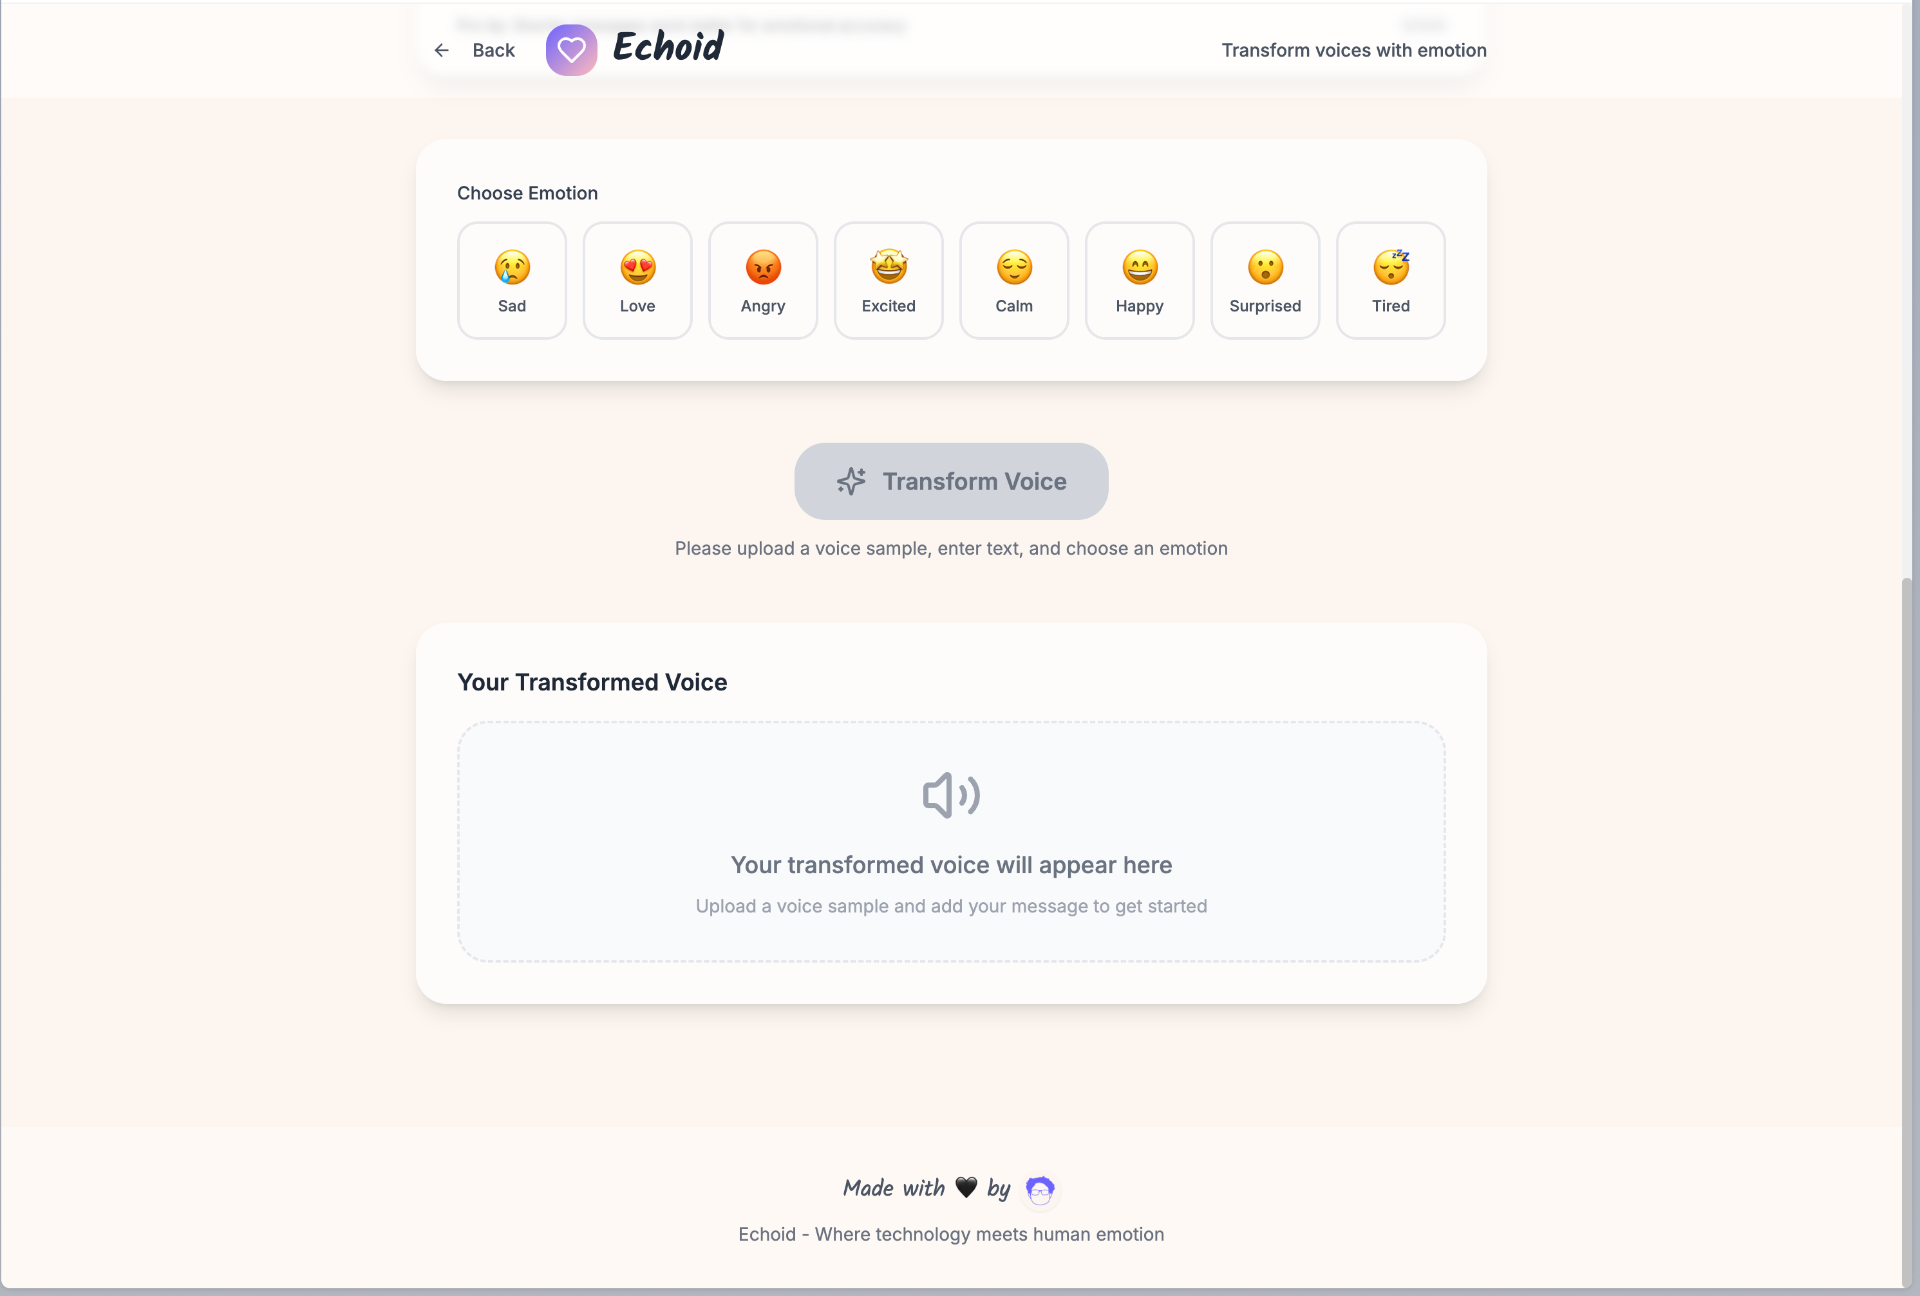 Back
Echoid
Transform voices with emotion
Choose Emotion
Sad
Love
Angry
Excited
Calm
Happy
Surprised
Tired
Transform Voice
Please upload a voice sample, enter text, and choose an emotion
Your Transformed Voice
Your transformed voice will appear here
Upload a voice sample and add your message to get started
Made with 🖤 by
Echoid - Where technology meets human emotion